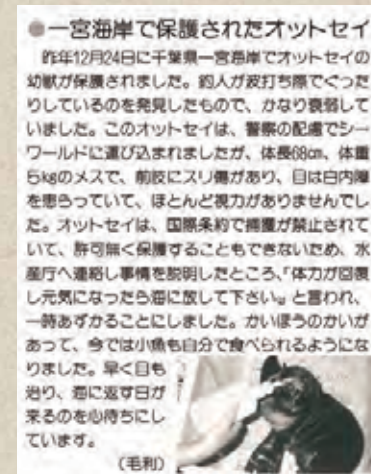 ●一宮海岸で保護されたオットセイ
昨年12月24日に千葉県一宮海岸でオットセイの
幼獣が保護されました。釣人が波打ち際でぐった
りしているのを発見したもので、かなり衰弱して
いました。このオットセイは、警察の配慮でシー
ワールドに運び込まれましたが、体長68cm、体重
5kgのメスで、前肢にスリ傷があり、目は白内障
を患らっていて、ほとんど視力がありませんでし
た。オットセイは、国際条約で捕獲が禁止されて
いて、許可無く保護することもできないため、水
産庁へ連絡し事情を説明したところ、「体力が回復
し元気になったら海に放して下さい。」と言われ、
一時あずかることにしました。かいほうのかいが
あって、今では小魚も自分で食べられるようにな
りました。早く目も
治り、海に返す日が
来るのを心待ちにし
ています。
(毛利)